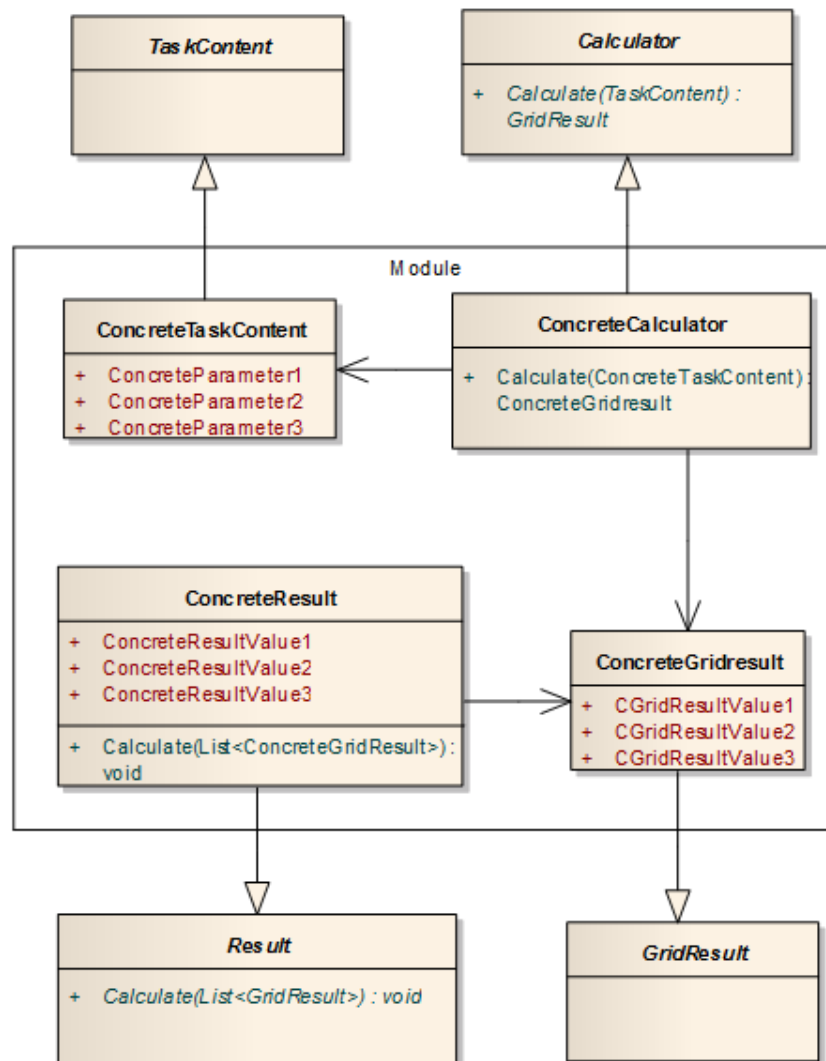 TaskContent
Calculator
+ Calculate(TaskContent) :
GridResult
Module
ConcreteTaskContent
+ ConcreteParameter1
+ ConcreteParameter2
+ ConcreteParameter3
ConcreteCalculator
+ Calculate(ConcreteTaskContent):
ConcreteGridresult
ConcreteResult
+ ConcreteResultValue1
+ ConcreteResultValue2
+ ConcreteResultValue3
+ Calculate(List<ConcreteGridResult>):
void
ConcreteGridresult
+ CGridResultValue1
+ CGridResultValue2
+ CGridResultValue3
Result
+ Calculate(List<GridResult>) : void
GridResult